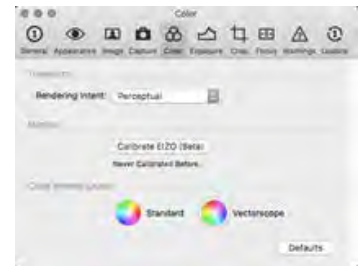 Color
General Appearance Image Capture Color Exposure Crop Focus Warnings Update
Rendering Intent: Perceptual
Calibrate EIZO (Beta)
Never Calibrated Before.
Standard Vectorscope
Defaults